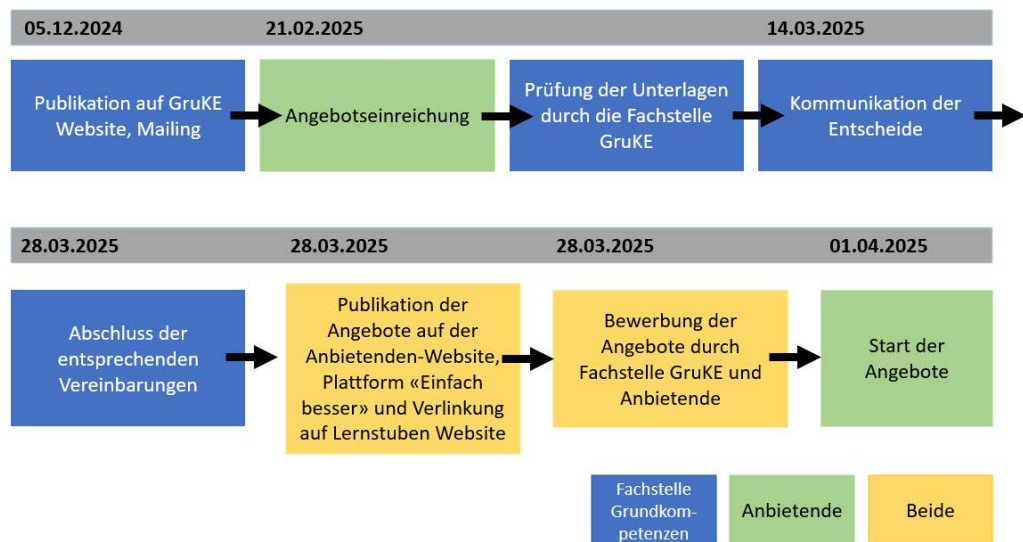 05.12.2024 21.02.2025 14.03.2025
Publikation auf GruKE
Website, Mailing
Angebotseinreichung
Prüfung der Unterlagen
durch die Fachstelle
GruKE
Kommunikation der
Entscheide
28.03.2025 28.03.2025 28.03.2025 01.04.2025
Abschluss der
entsprechenden
Vereinbarungen
Publikation der
Angebote auf der
Anbietenden-Website,
Plattform «Einfach
besser» und Verlinkung
auf Lernstuben Website
Bewerbung der
Angebote durch
Fachstelle GruKE und
Anbietende
Start der
Angebote
Fachstelle
Grundkom-
petenzen
Anbietende
Beide